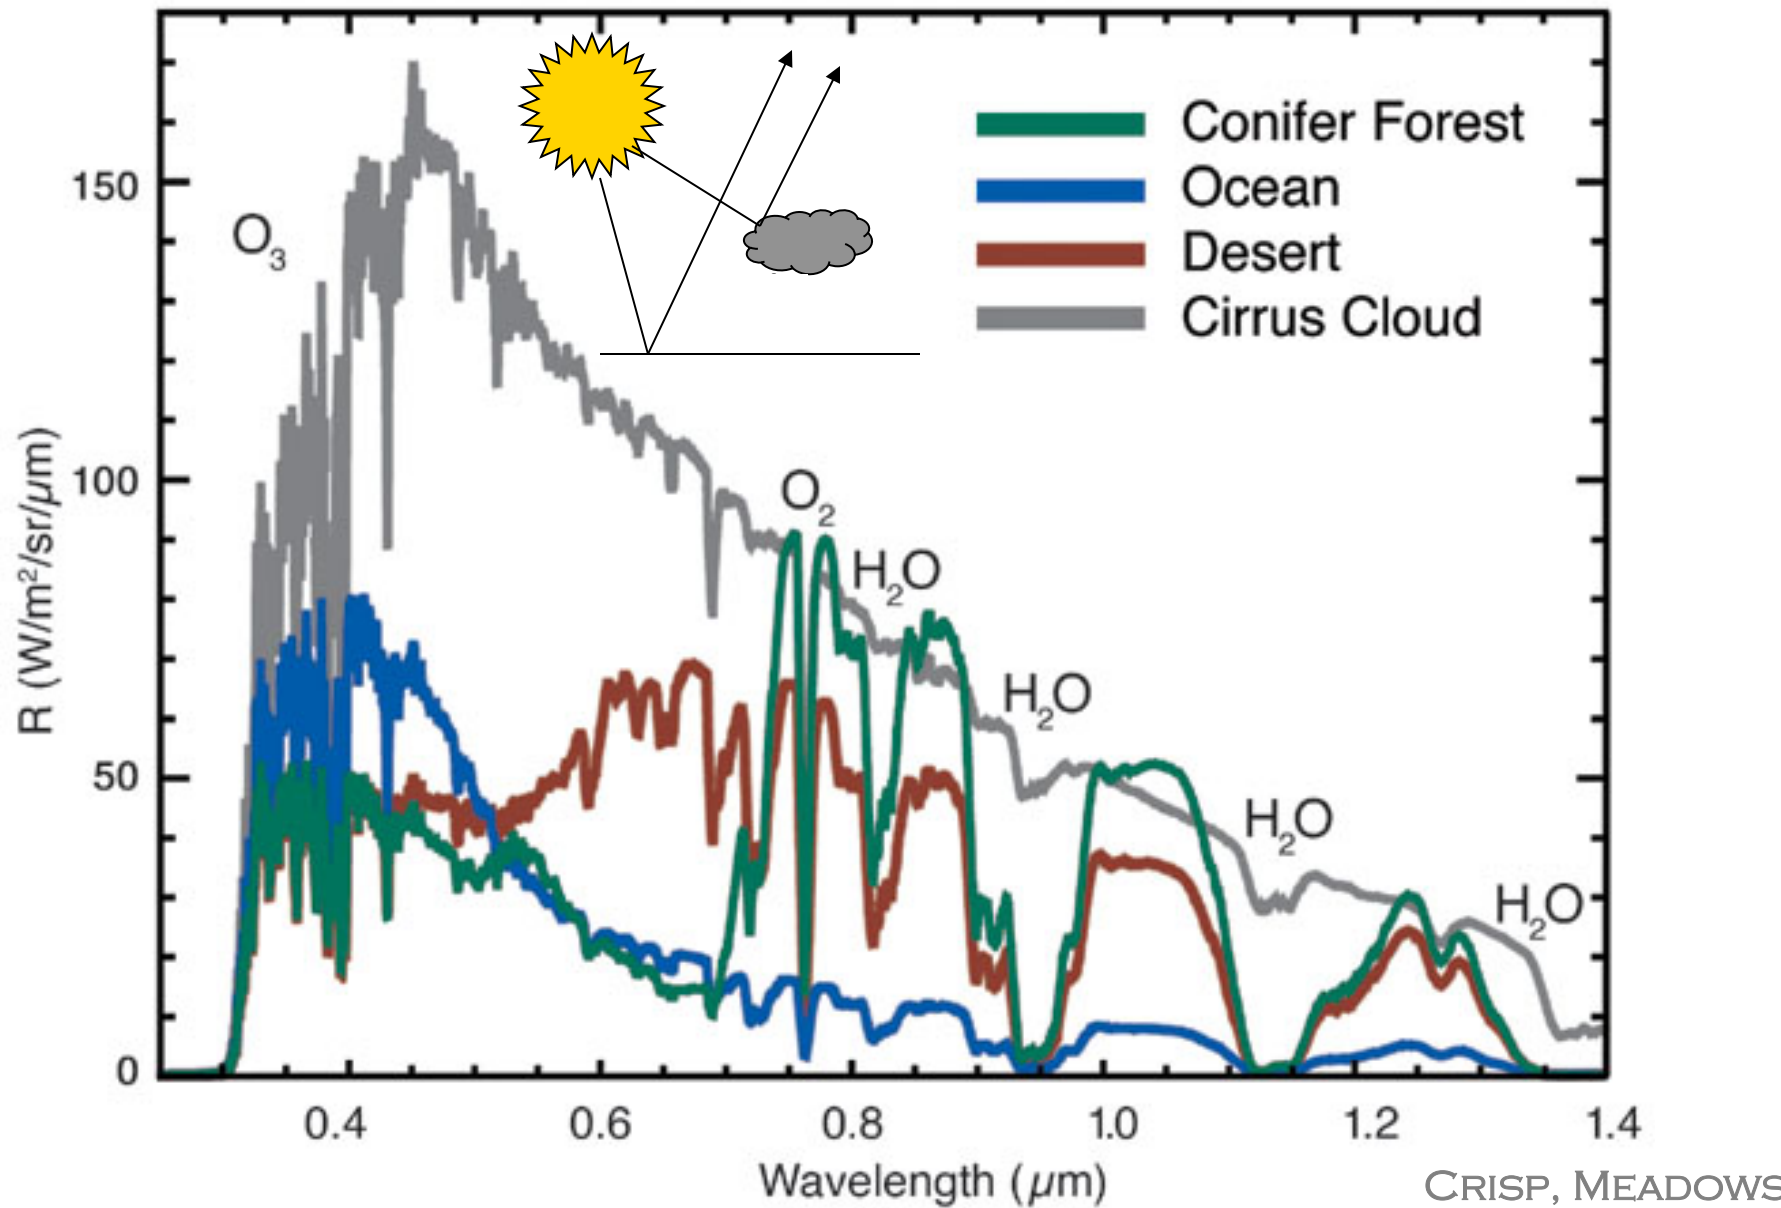 Conifer Forest
Ocean
Desert
Cirrus Cloud
O₃
O₂
H₂O
H₂O
H₂O
H₂O
150
100
50
0
R (W/m²/sr/μm)
0.4 0.6 0.8 1.0 1.2 1.4
Wavelength (μm)
CRISP, MEADOWS